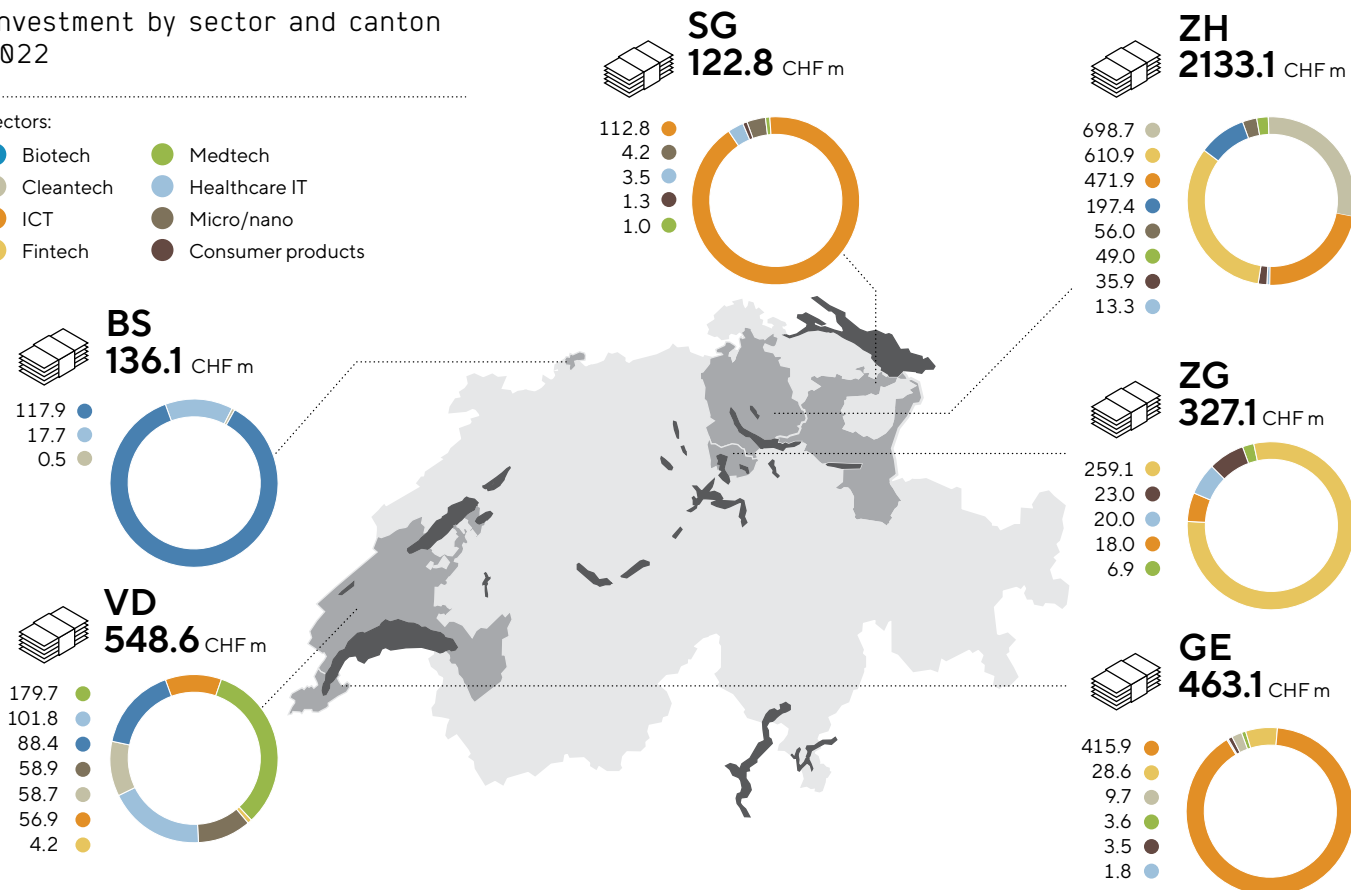 nvestment by sector and canton
022
ectors:
Biotech
Cleantech
ICT
Fintech
Medtech
Healthcare IT
Micro/nano
Consumer products
SG
122.8 CHF m
112.8
4.2
3.5
1.3
1.0
ZH
2133.1 CHF m
698.7
610.9
471.9
197.4
56.0
49.0
35.9
13.3
BS
136.1 CHF m
117.9
17.7
0.5
ZG
327.1 CHF m
259.1
23.0
20.0
18.0
6.9
VD
548.6 CHF m
179.7
101.8
88.4
58.9
58.7
56.9
4.2
GE
463.1 CHF m
415.9
28.6
9.7
3.6
3.5
1.8